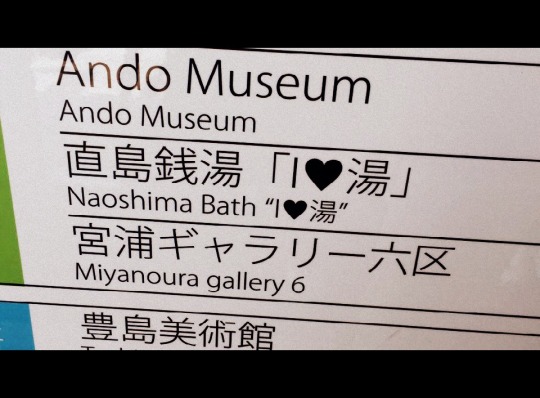 Ando Museum
Ando Museum
直島銭湯「I♥湯」
Naoshima Bath “I♥湯”
宮浦ギャラリー六区
Miyanoura gallery 6
豊島美術館